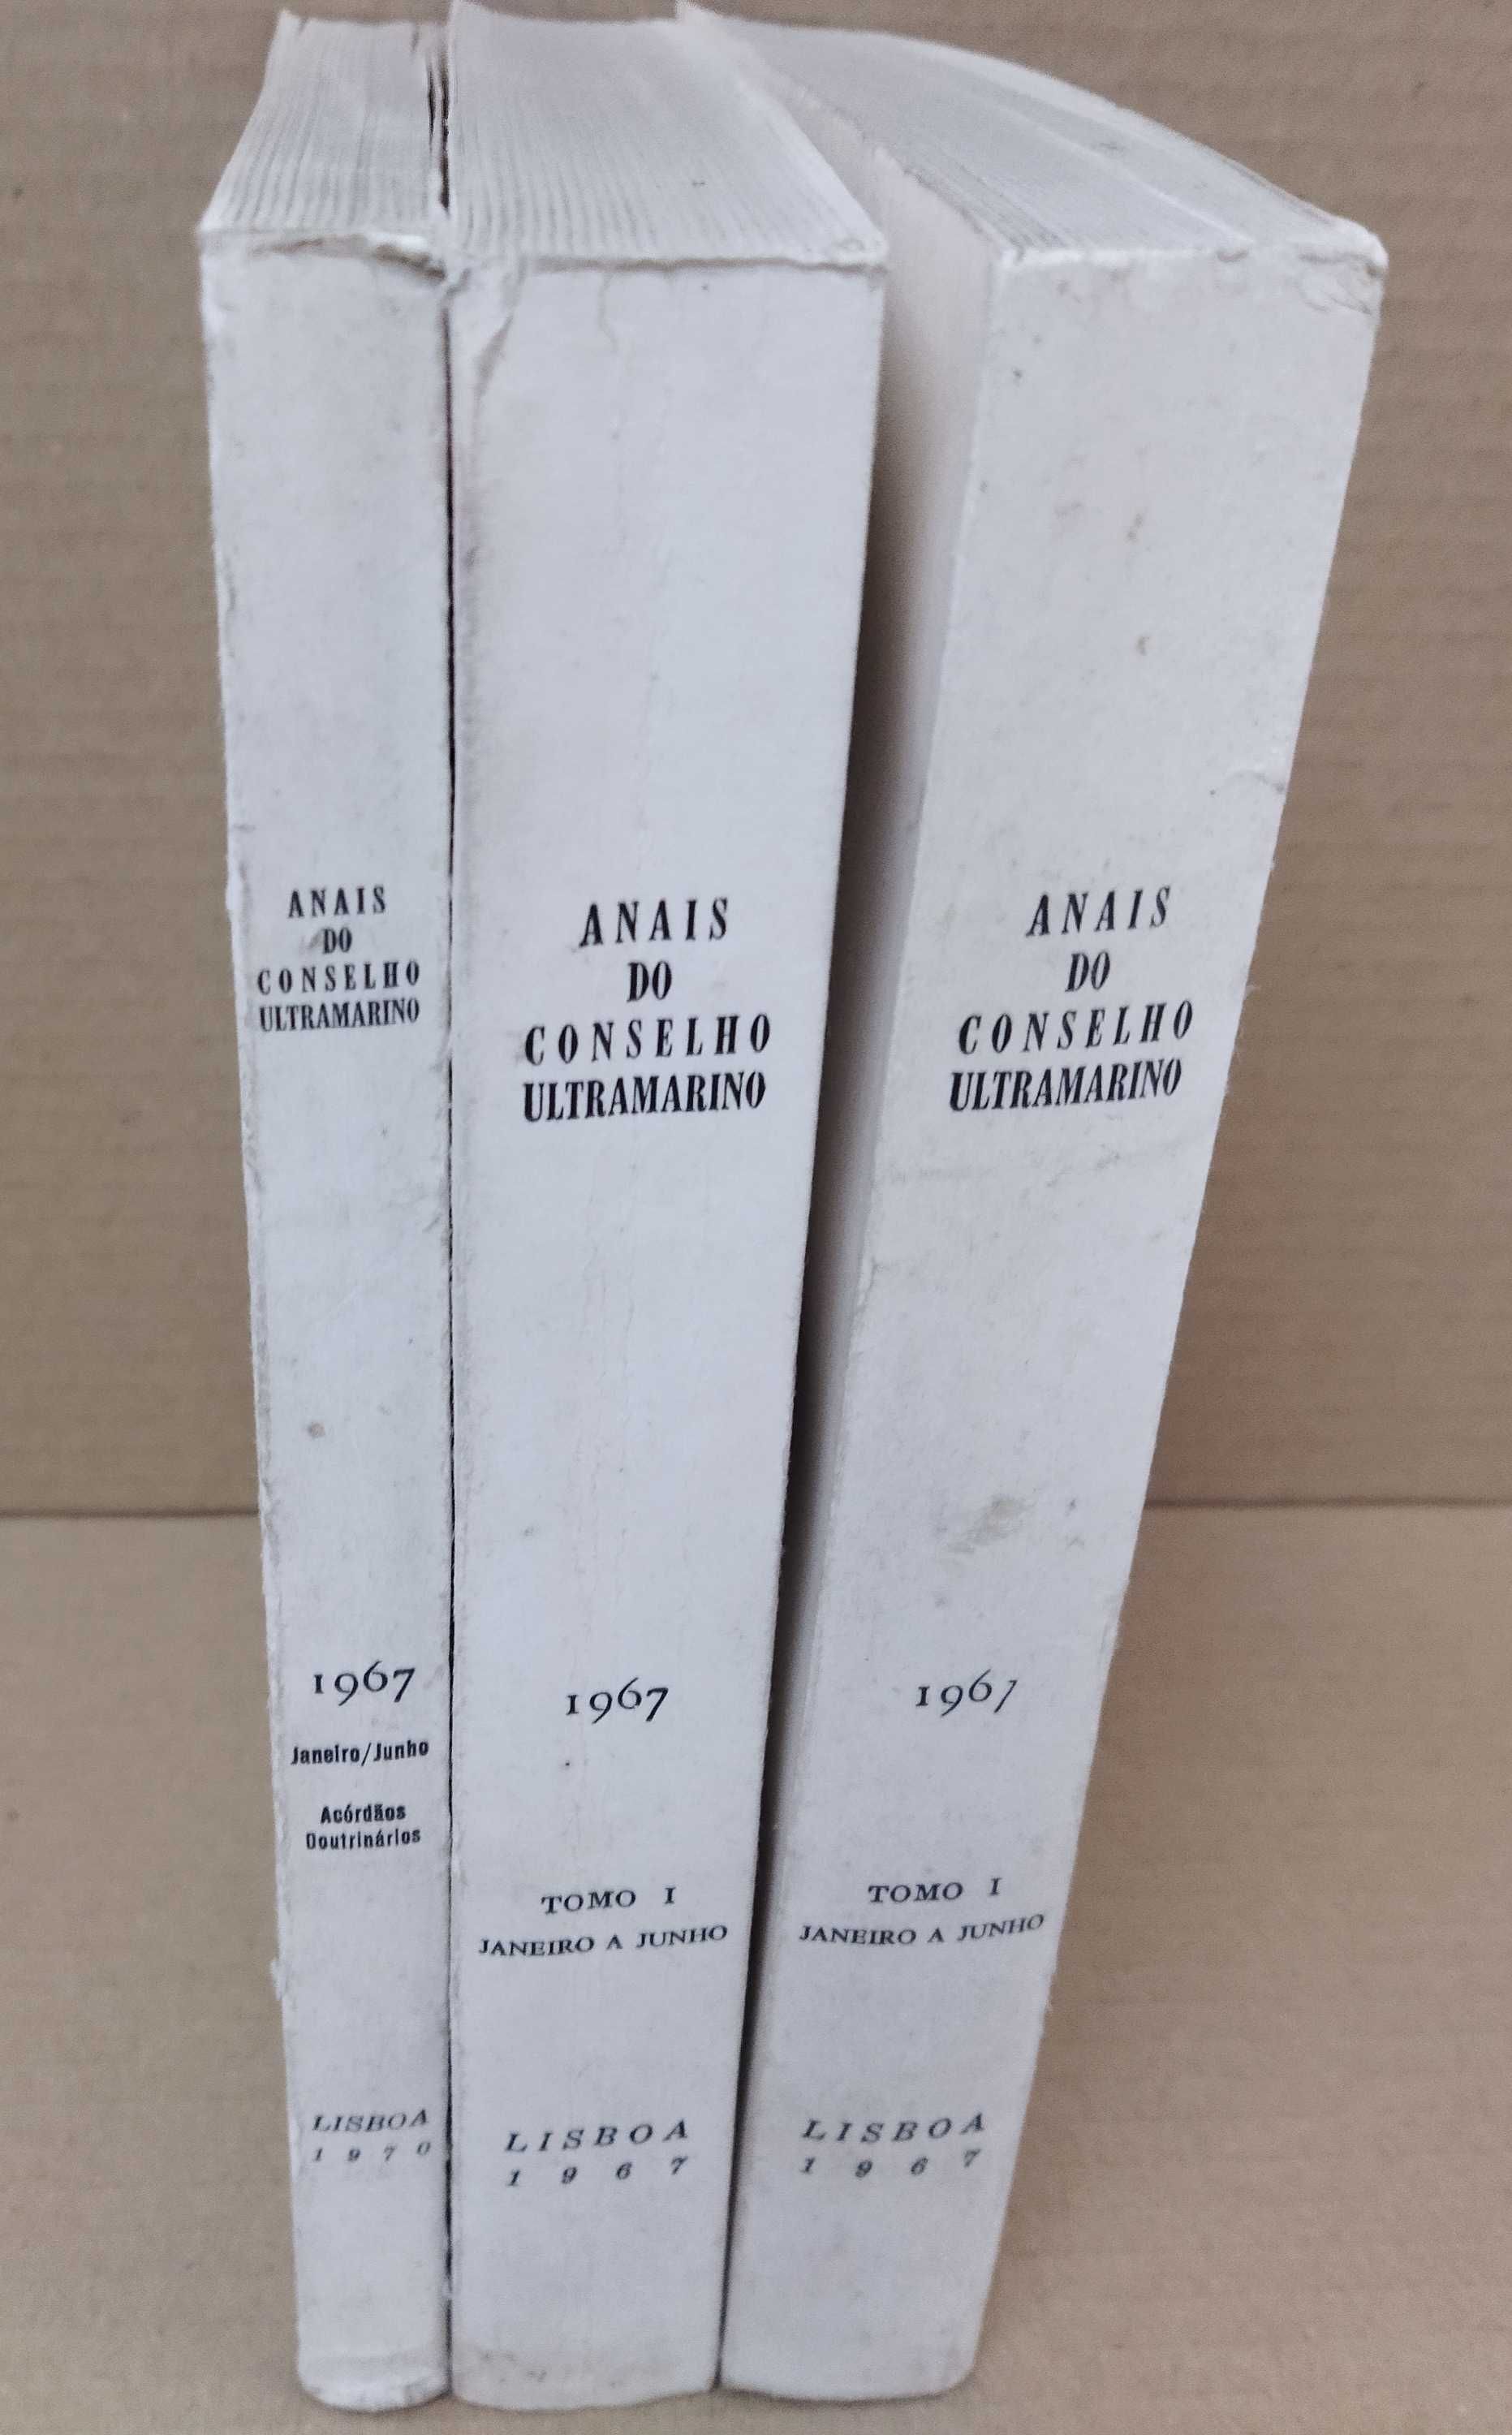 ANAIS
DO
CONSELHO
ULTRAMARINO
1967
Janeiro/Junho
Acórdãos
Doutrinários
LISBOA
1970
ANAIS
DO
CONSELHO
ULTRAMARINO
1967
TOMO I
JANEIRO A JUNHO
LISBOA
1967
ANAIS
DO
CONSELHO
ULTRAMARINO
1967
TOMO I
JANEIRO A JUNHO
LISBOA
1967